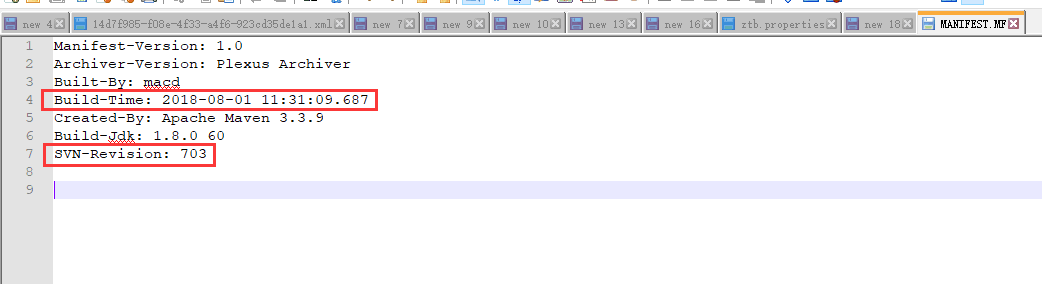 new 4 14d7f985-f08e-4f33-a4f6-923cd35de1a1.xml new 7 new 9 new 10 new 13 new 16 ztb.properties new 18 MANIFEST.MF
1 Manifest-Version: 1.0
2 Archiver-Version: Plexus Archiver
3 Built-By: macd
4 Build-Time: 2018-08-01 11:31:09.687
5 Created-By: Apache Maven 3.3.9
6 Build-Jdk: 1.8.0_60
7 SVN-Revision: 703
8
9